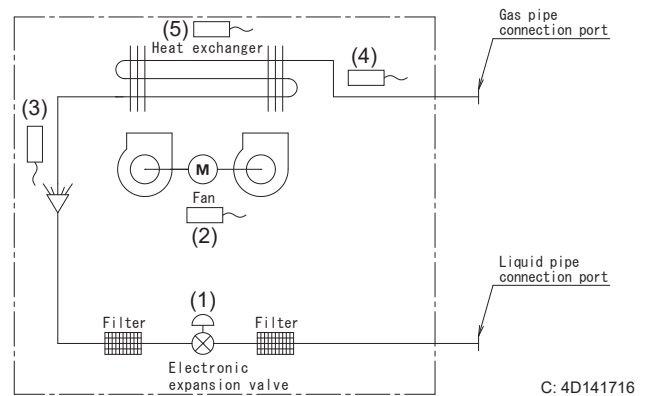 (5)
Heat exchanger
(4)
Gas pipe
connection port
(3)
M
Fan
(2)
Liquid pipe
connection port
(1)
Filter
Filter
Electronic
expansion valve
C: 4D141716